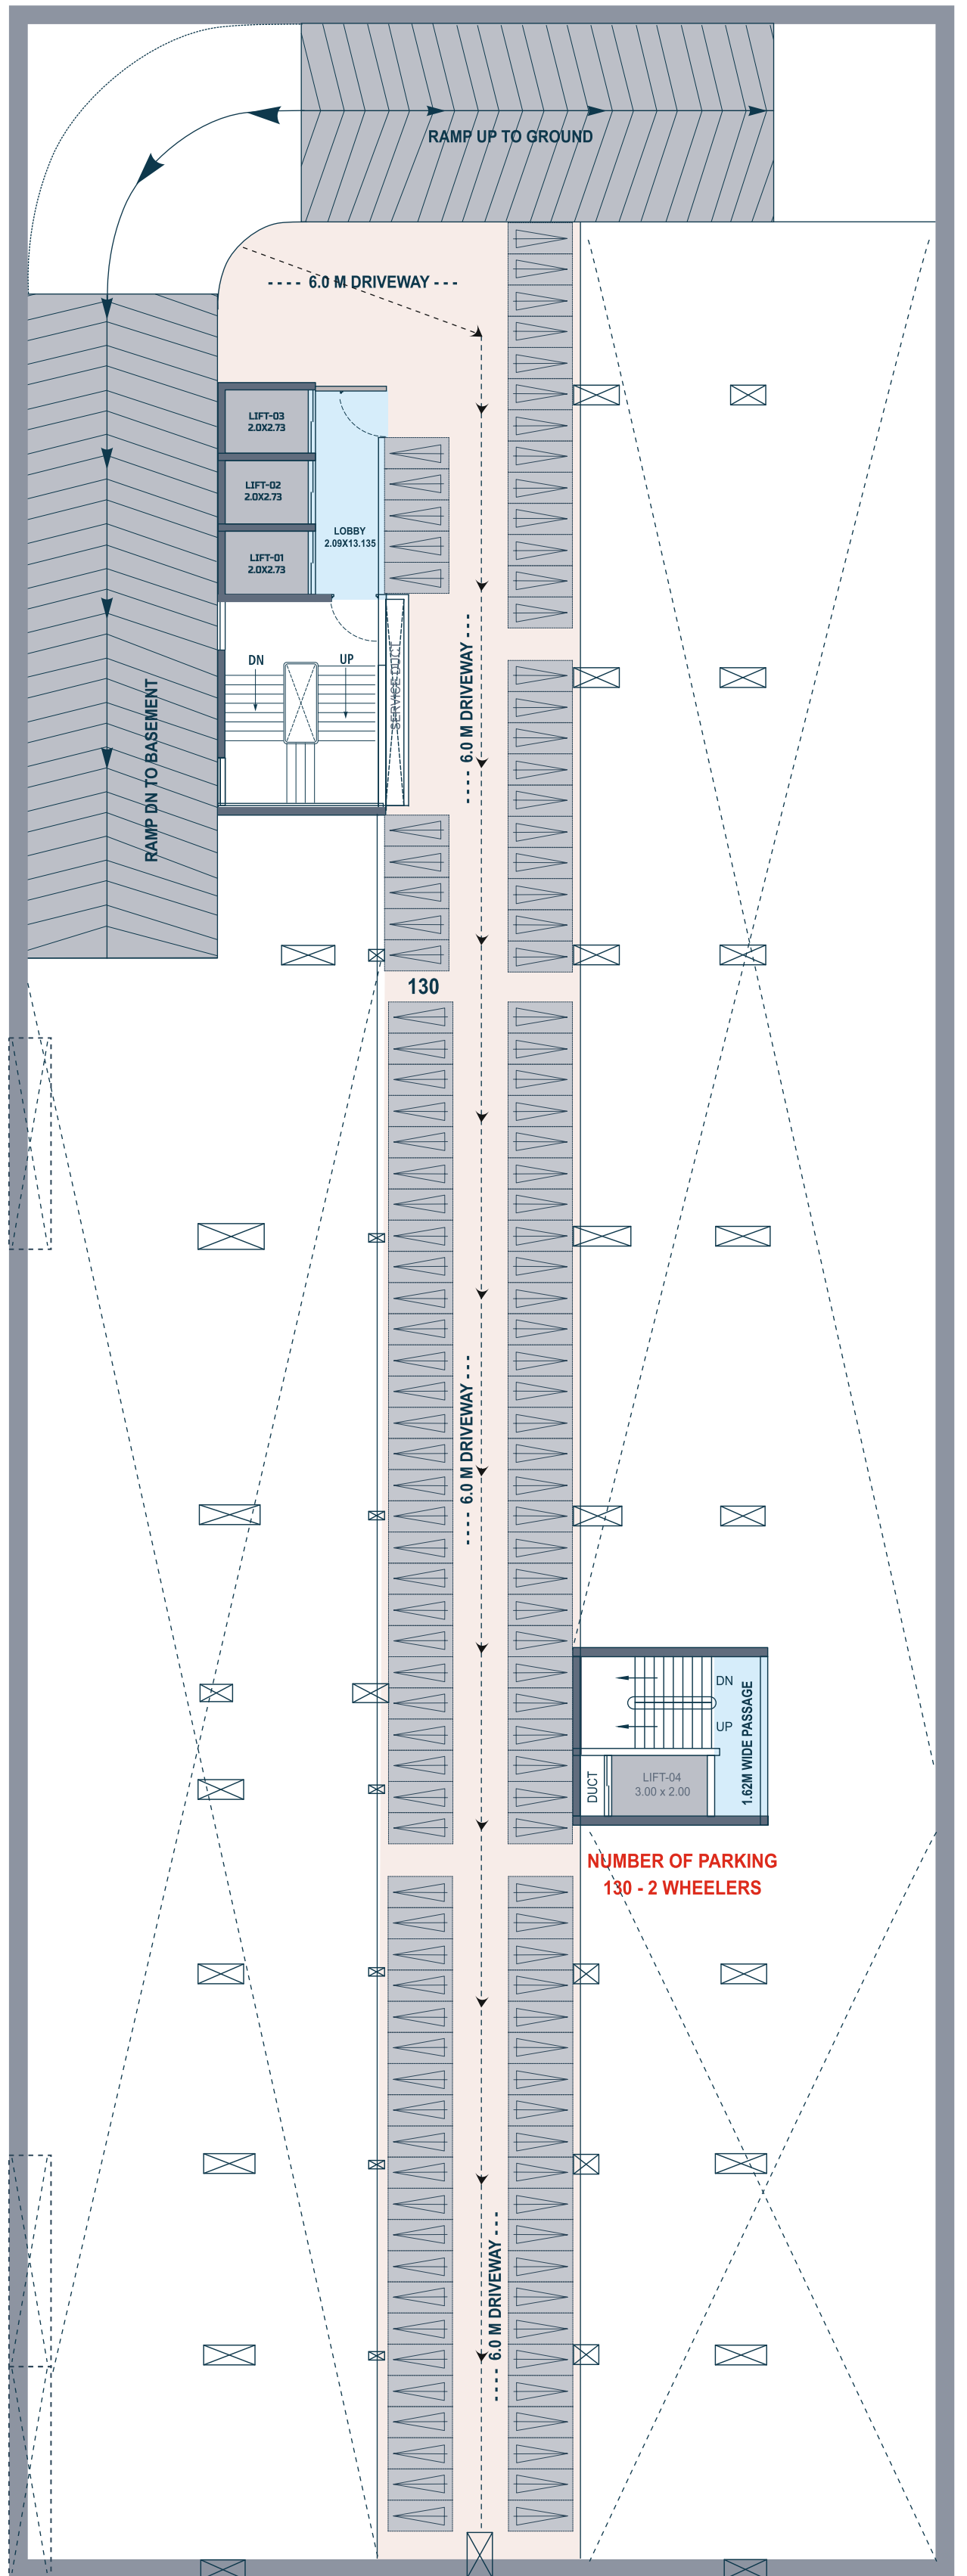 RAMP UP TO GROUND
---- 6.0 M DRIVEWAY ---
LIFT-03
2.0X2.73
LIFT-02
2.0X2.73
LOBBY
2.09X13.135
LIFT-01
2.0X2.73
DN
UP
SERVICE DUCT
---- 6.0 M DRIVEWAY ---
RAMP DN TO BASEMENT
130
---- 6.0 M DRIVEWAY ---
DN
UP
1.62M WIDE PASSAGE
DUCT
LIFT-04
3.00 x 2.00
NUMBER OF PARKING
130 - 2 WHEELERS
---- 6.0 M DRIVEWAY ---